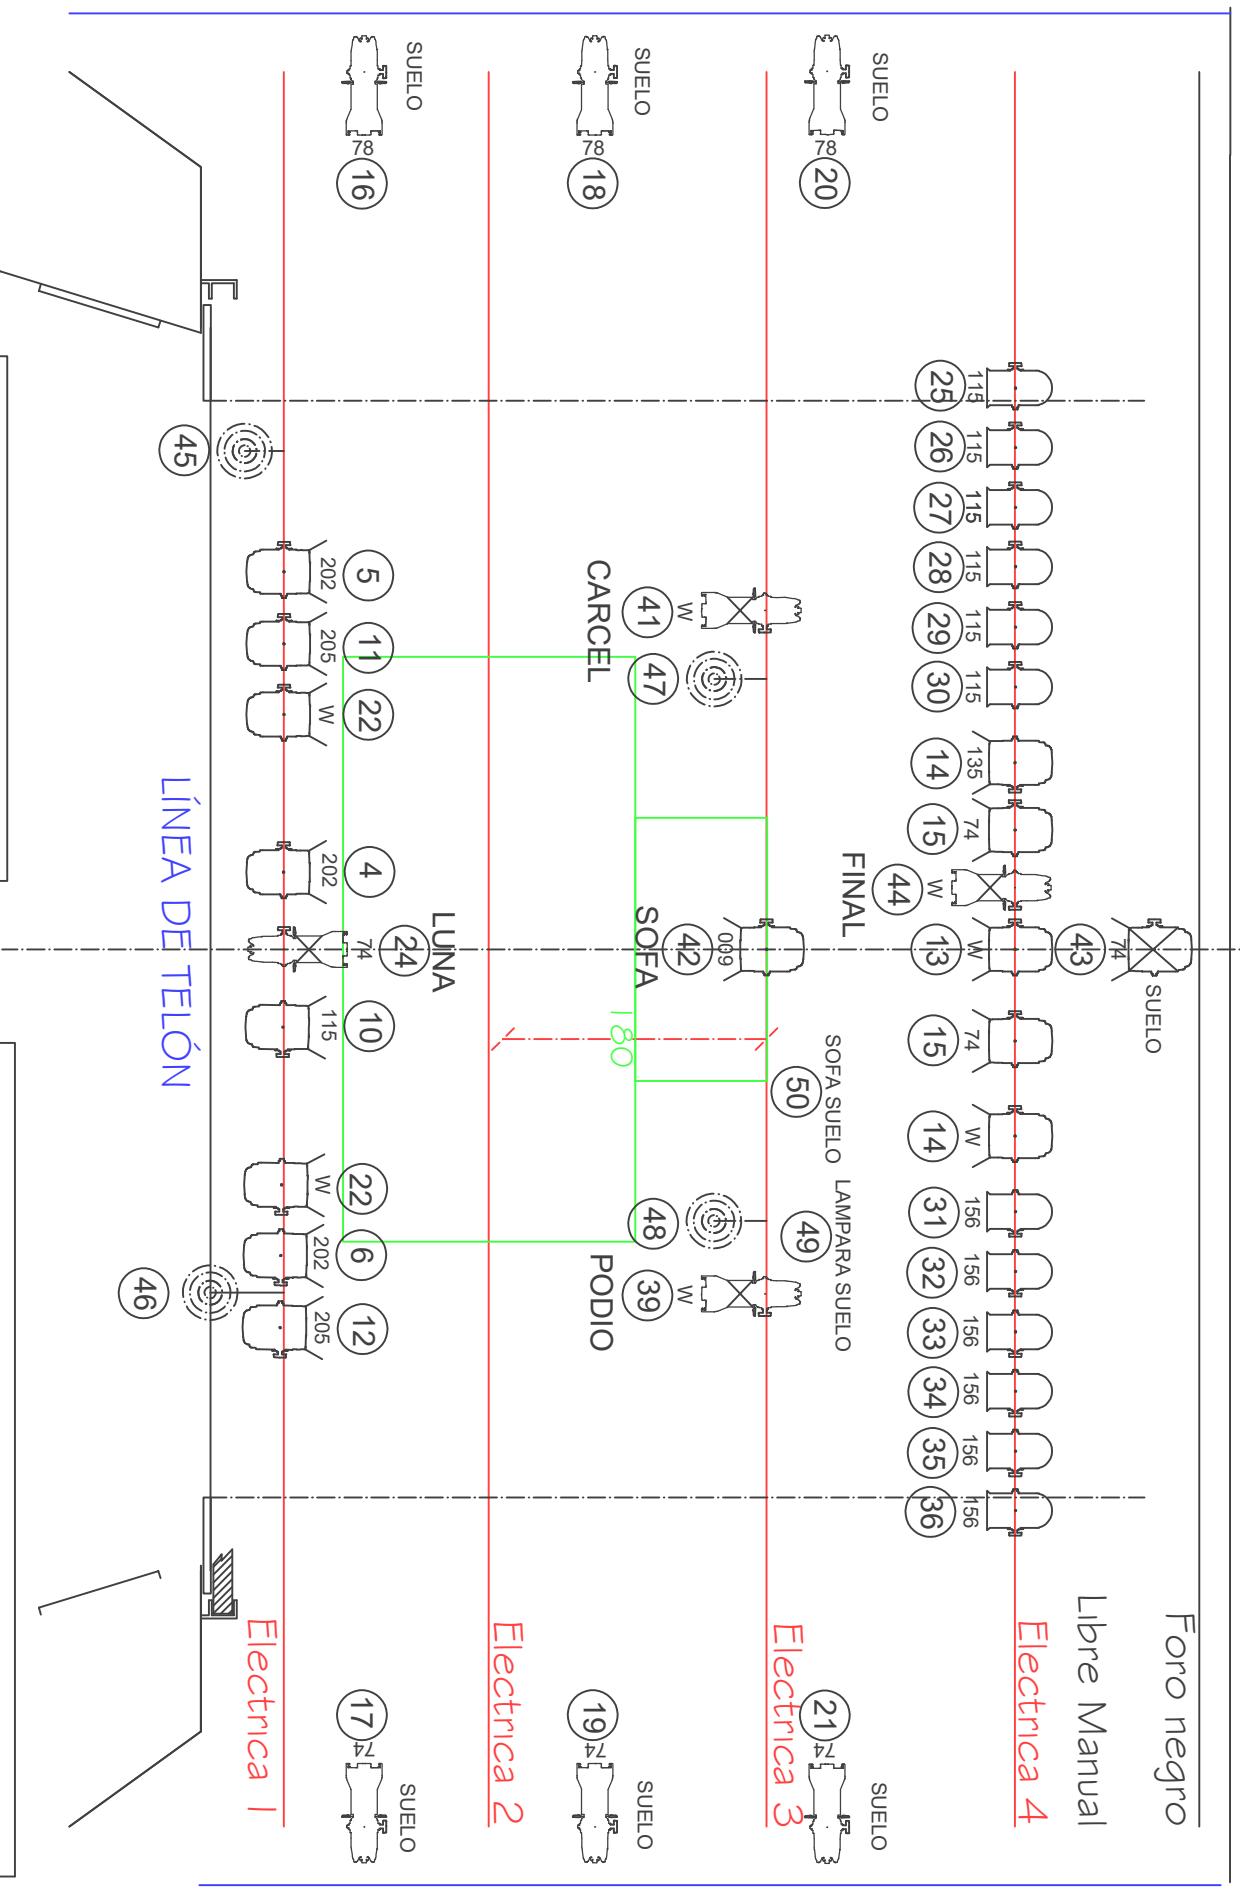 Foro negro
SUELO
74
43
Libre Manual
Electrica 4
115
115
115
115
115
115
135
74
W
W
74
W
156
156
156
156
156
156
25
26
27
28
29
30
14
15
44
13
15
14
31
32
33
34
35
36
FINAL
SUELO
78
20
SOFA SUELO
LAMPARA SUELO
21
74
SUELO
50
49
Electrica 3
009
41
W
47
42
48
39
W
SOFA
180
CARCEL
PODIO
SUELO
78
18
19
74
SUELO
Electrica 2
LUNA
SUELO
78
16
5
11
22
4
24
10
22
6
12
17
74
SUELO
202
205
W
202
74
115
W
202
205
Electrica 1
45
46
LÍNEA DE TELÓN